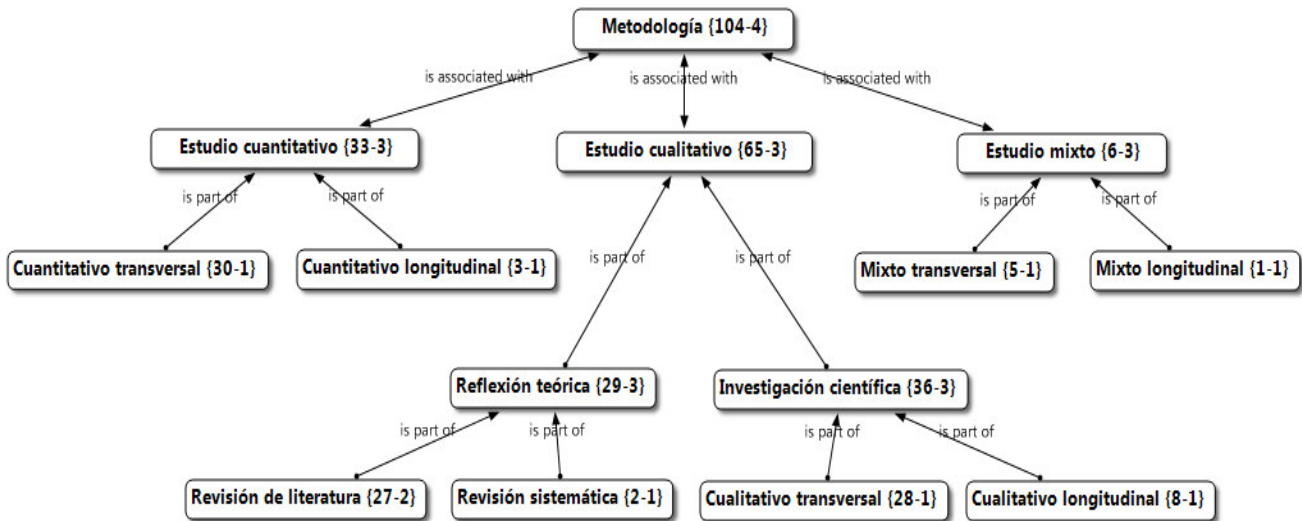 Metodología {104-4}
is associated with
is associated with
is associated with
Estudio cuantitativo {33-3}
Estudio cualitativo {65-3}
Estudio mixto {6-3}
is part of
is part of
is part of
is part of
Cuantitativo transversal {30-1}
Cuantitativo longitudinal {3-1}
is part of
is part of
Mixto transversal {5-1}
Mixto longitudinal {1-1}
Reflexión teórica {29-3}
Investigación científica {36-3}
is part of
is part of
is part of
is part of
Revisión de literatura {27-2}
Revisión sistemática {2-1}
Cualitativo transversal {28-1}
Cualitativo longitudinal {8-1}